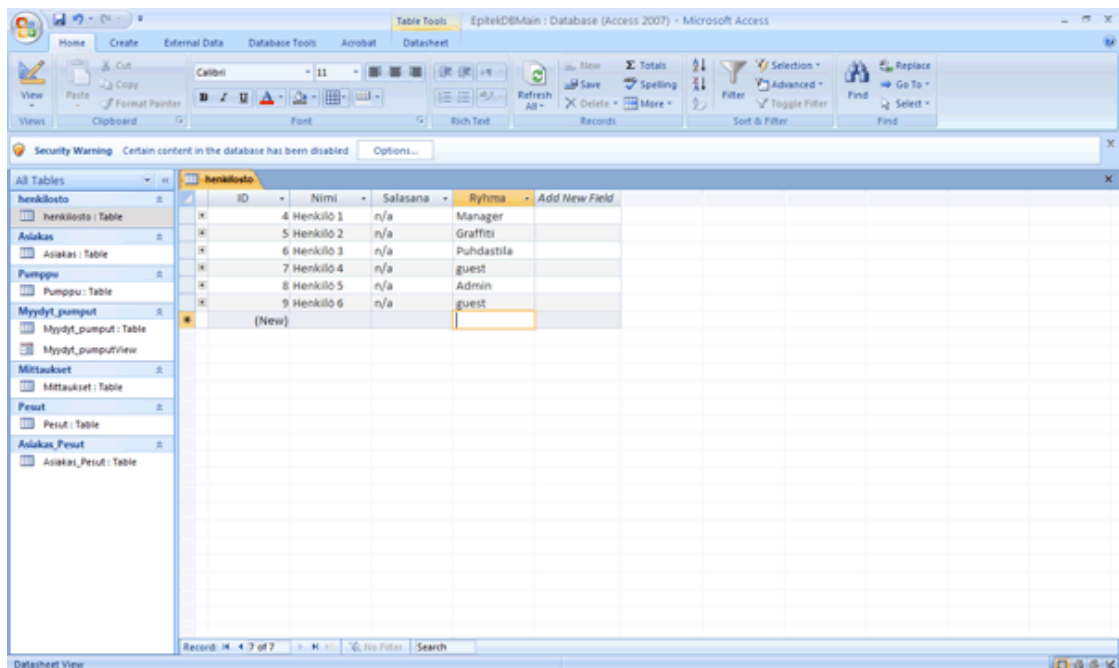 Table Tools EpitekDBMain : Database (Access 2007) - Microsoft Access
Home Create External Data Database Tools Acrobat Datasheet
View Paste Cut Copy Format Painter Calibri 11 B I U Refresh All New Save Delete Totals Spelling More Filter Selection Advanced Toggle Filter Find Replace Go To Select
Views Clipboard Font Rich Text Records Sort & Filter Find
Security Warning Certain content in the database has been disabled Options...
All Tables
henkilosto
henkilosto : Table
Asiakas
Asiakas : Table
Pumppu
Pumppu : Table
Myydyt_pumput
Myydyt_pumput : Table
Myydyt_pumputView
Mittaukset
Mittaukset : Table
Pesut
Pesut : Table
Asiakas_Pesut
Asiakas_Pesut : Table
henkilosto
ID Nimi Salasana Ryhma Add New Field
4 Henkilö 1 n/a Manager
5 Henkilö 2 n/a Graffiti
6 Henkilö 3 n/a Puhdastila
7 Henkilö 4 n/a guest
8 Henkilö 5 n/a Admin
9 Henkilö 6 n/a guest
(New)
Record: 7 of 7 No Filter Search
Datasheet View